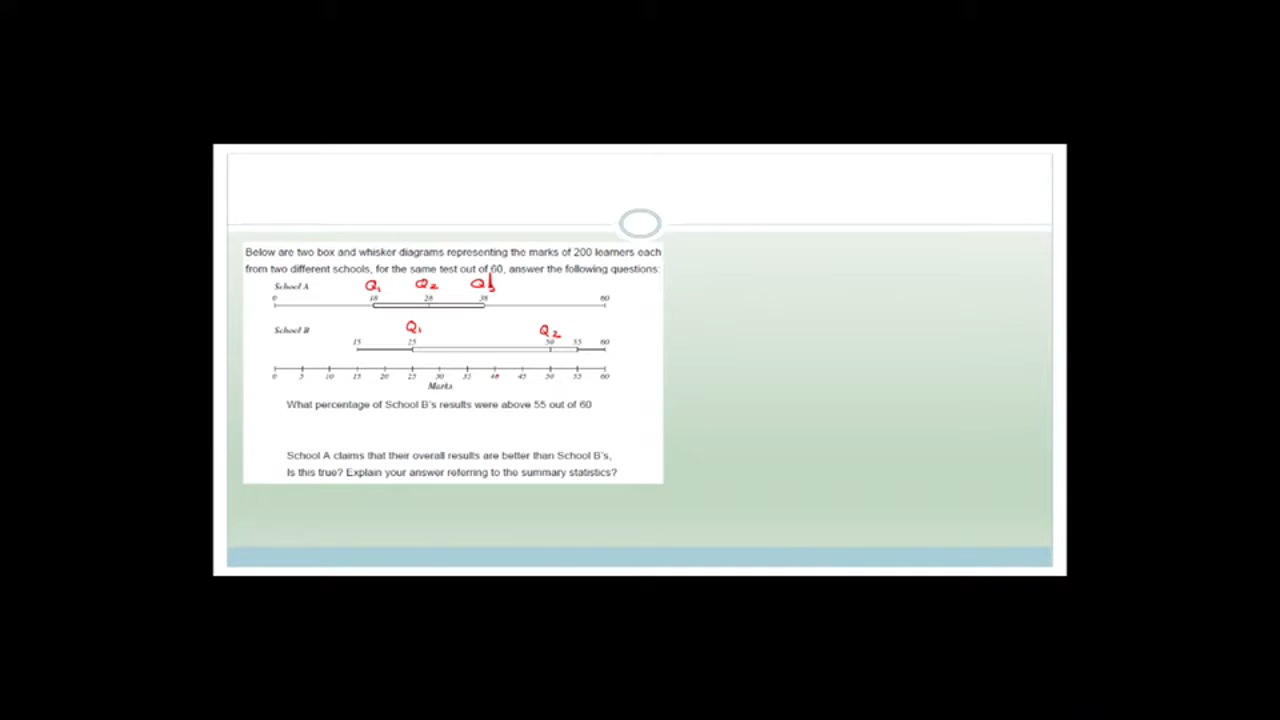 Below are two box and whisker diagrams representing the marks of 200 learners each
from two different schools, for the same test out of 60, answer the following questions:
School A
Q1 Q2 Q3
0 18 28 38 60
School B
Q1 Q2
15 25 50 55 60
0 5 10 15 20 25 30 35 40 45 50 55 60
Marks
What percentage of School B's results were above 55 out of 60
School A claims that their overall results are better than School B's,
Is this true? Explain your answer referring to the summary statistics?